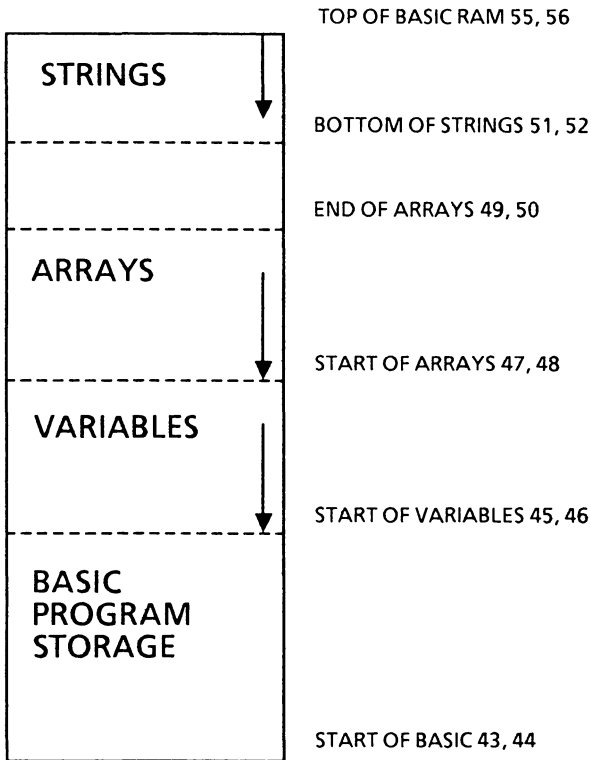 TOP OF BASIC RAM 55, 56
STRINGS
BOTTOM OF STRINGS 51, 52
END OF ARRAYS 49, 50
ARRAYS
START OF ARRAYS 47, 48
VARIABLES
START OF VARIABLES 45, 46
BASIC
PROGRAM
STORAGE
START OF BASIC 43, 44